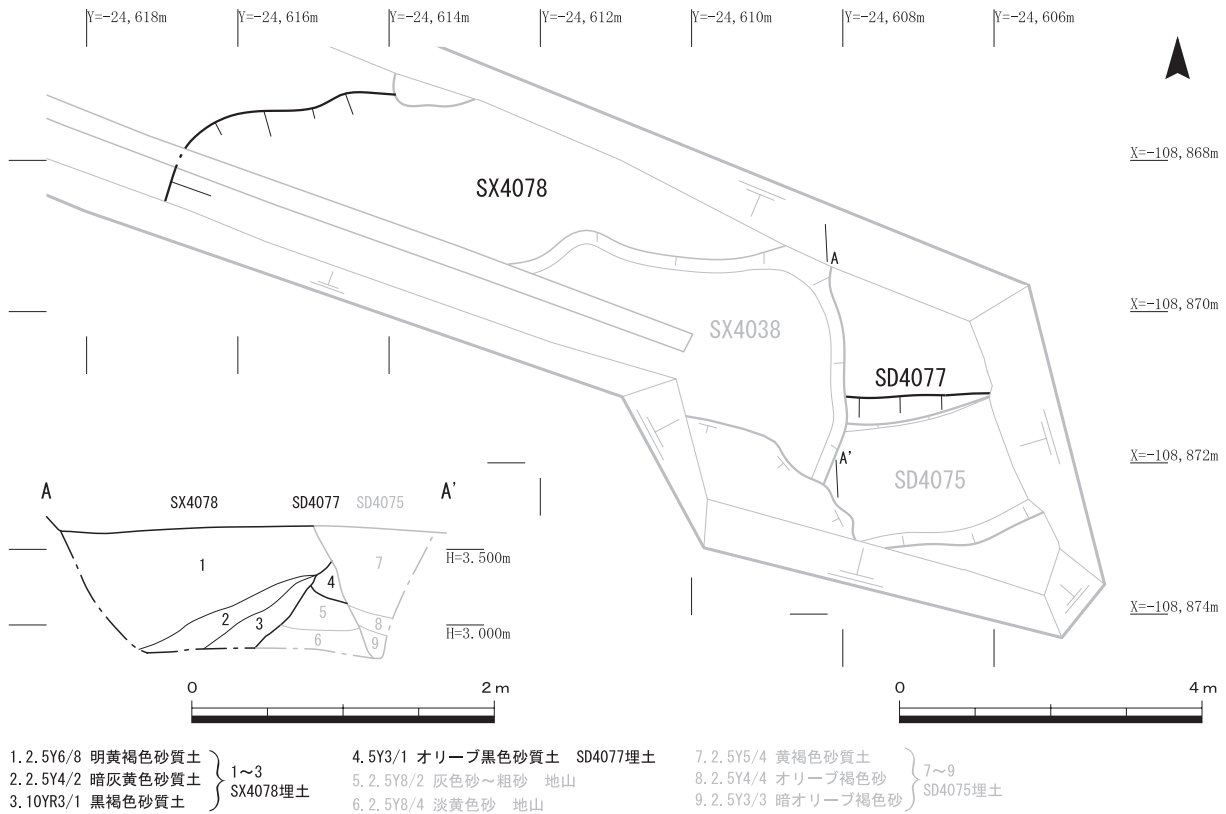 Y=-24,618m
Y=-24,616m
Y=-24,614m
Y=-24,612m
Y=-24,610m
Y=-24,608m
Y=-24,606m
X=-108,868m
SX4078
A
X=-108,870m
SX4038
SD4077
A'
X=-108,872m
SD4075
X=-108,874m
A SX4078 SD4077 SD4075 A'
H=3.500m
H=3.000m
1
2
3
4
5
6
7
8
9
0 2m
0 4m
1.2.5Y6/8 明黄褐色砂質土
2.2.5Y4/2 暗灰黄色砂質土
3.10YR3/1 黒褐色砂質土
1～3
SX4078埋土
4.5Y3/1 オリーブ黒色砂質土 SD4077埋土
5.2.5Y8/2 灰色砂～粗砂 地山
6.2.5Y8/4 淡黄色砂 地山
7.2.5Y5/4 黄褐色砂質土
8.2.5Y4/4 オリーブ褐色砂
9.2.5Y3/3 暗オリーブ褐色砂
7～9
SD4075埋土